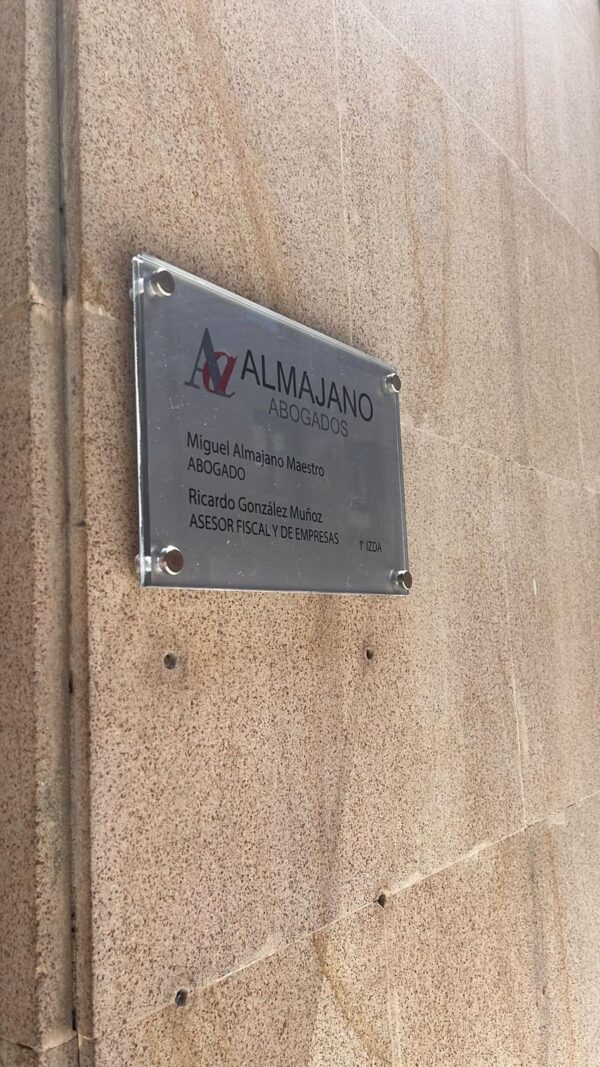 Aa ALMAJANO
ABOGADOS
Miguel Almajano Maestro
ABOGADO
Ricardo González Muñoz
ASESOR FISCAL Y DE EMPRESAS
1º IZDA